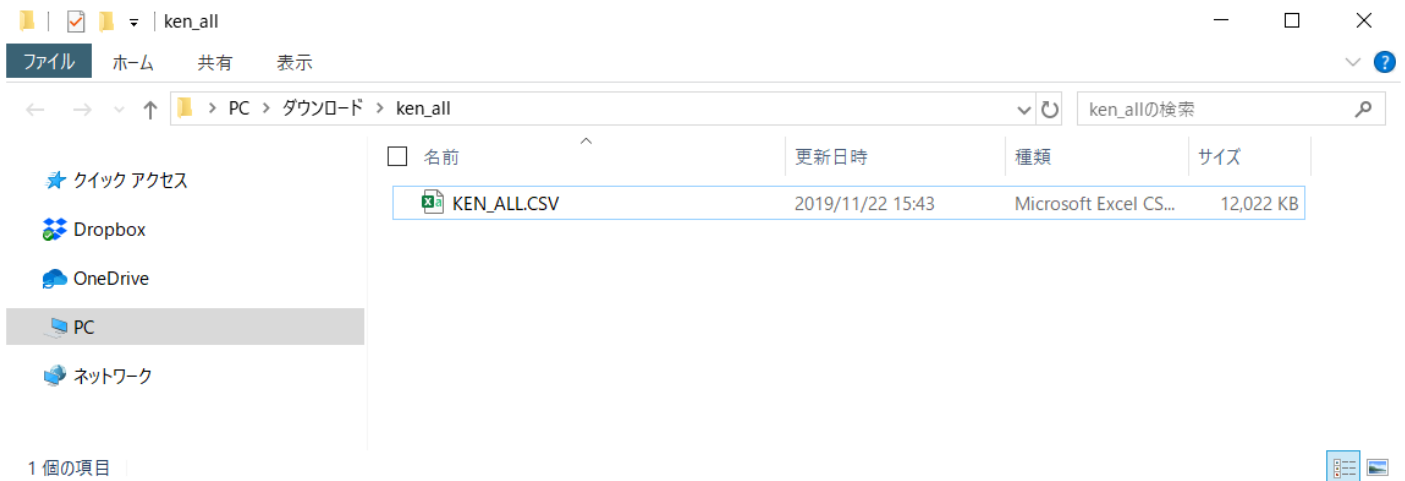 ken_all
ファイル ホーム 共有 表示
PC ダウンロード ken_all ken_allの検索
名前 更新日時 種類 サイズ
クイック アクセス
KEN_ALL.CSV 2019/11/22 15:43 Microsoft Excel CS... 12,022 KB
Dropbox
OneDrive
PC
ネットワーク
1 個の項目